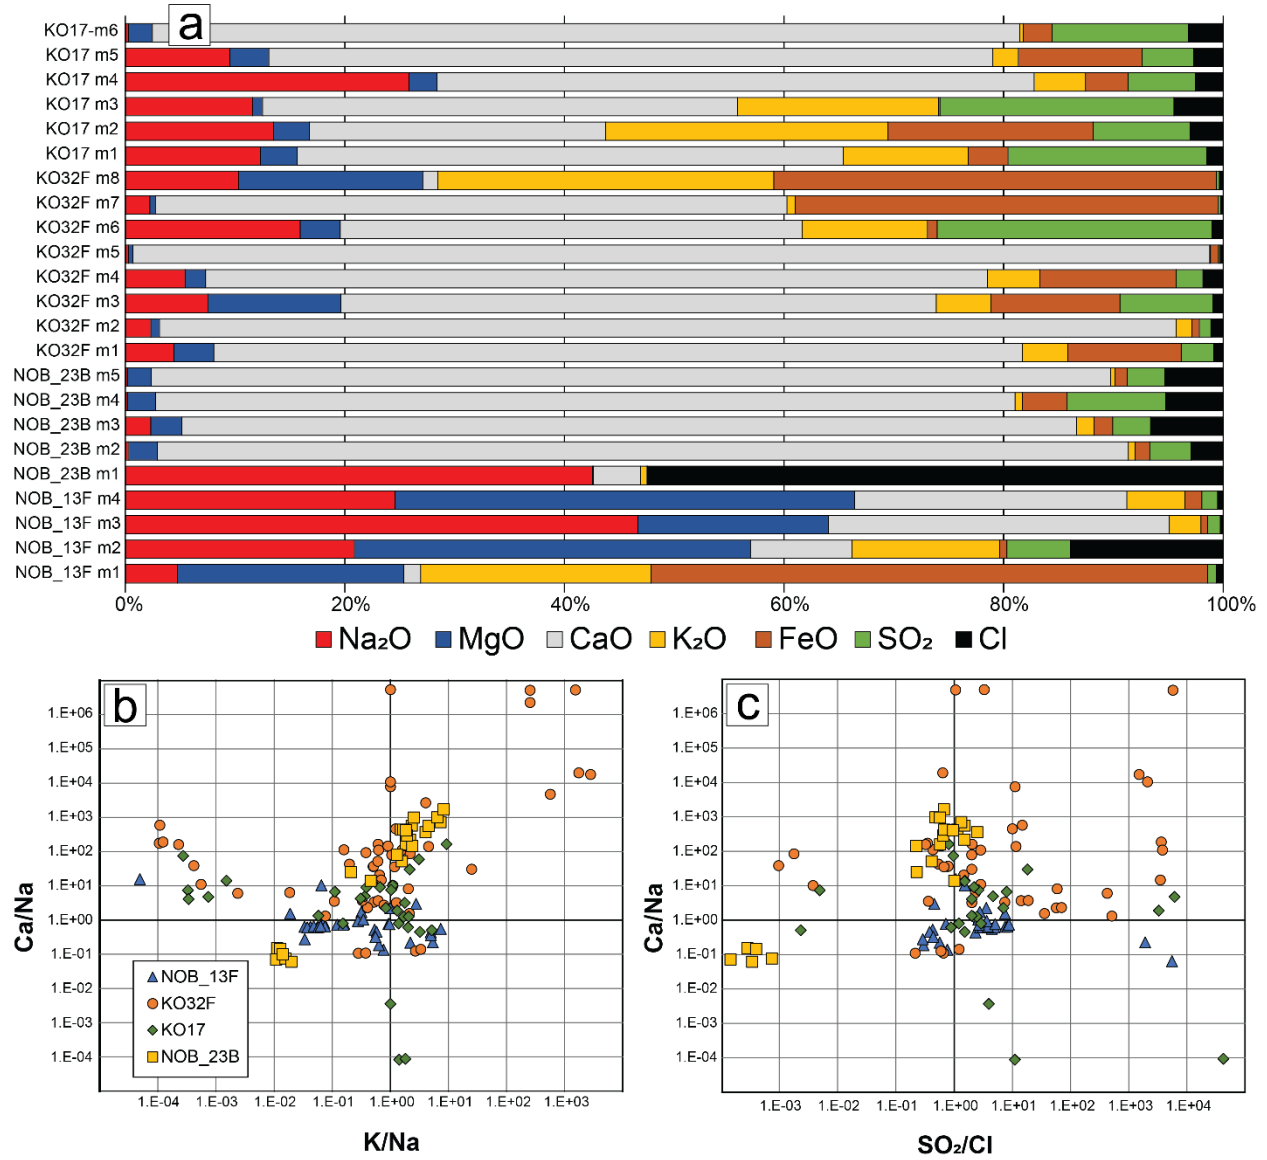 a
KO17-m6
KO17 m5
KO17 m4
KO17 m3
KO17 m2
KO17 m1
KO32F m8
KO32F m7
KO32F m6
KO32F m5
KO32F m4
KO32F m3
KO32F m2
KO32F m1
NOB_23B m5
NOB_23B m4
NOB_23B m3
NOB_23B m2
NOB_23B m1
NOB_13F m4
NOB_13F m3
NOB_13F m2
NOB_13F m1
0% 20% 40% 60% 80% 100%
Na₂O MgO CaO K₂O FeO SO₂ Cl
b
Ca/Na
1.E+06
1.E+05
1.E+04
1.E+03
1.E+02
1.E+01
1.E+00
1.E-01
1.E-02
1.E-03
1.E-04
NOB_13F
KO32F
KO17
NOB_23B
1.E-04 1.E-03 1.E-02 1.E-01 1.E+00 1.E+01 1.E+02 1.E+03
K/Na
c
Ca/Na
1.E+06
1.E+05
1.E+04
1.E+03
1.E+02
1.E+01
1.E+00
1.E-01
1.E-02
1.E-03
1.E-04
1.E-03 1.E-02 1.E-01 1.E+00 1.E+01 1.E+02 1.E+03 1.E+04
SO₂/Cl